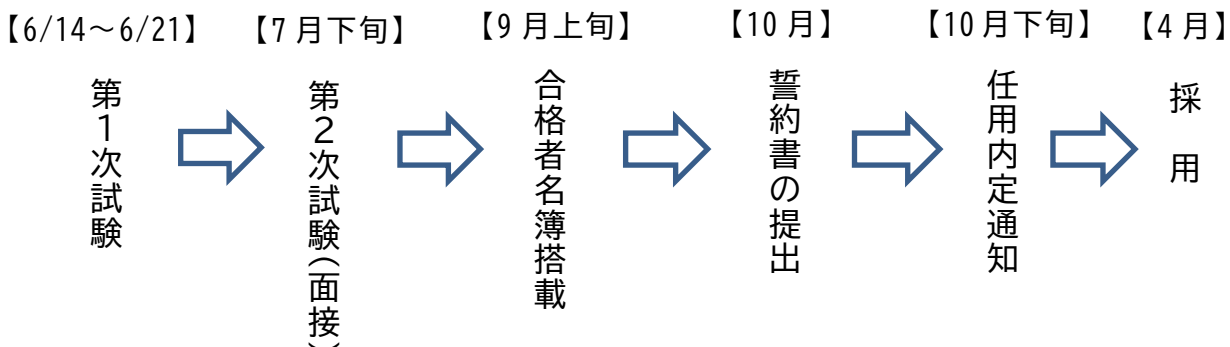 【6/14～6/21】
【7月下旬】
【9月上旬】
【10月】
【10月下旬】
【4月】
第1次試験
第2次試験（面接）
合格者名簿搭載
誓約書の提出
任用内定通知
採用